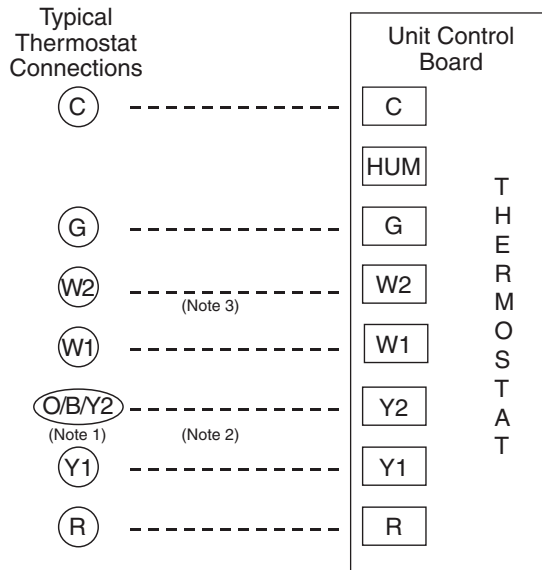 Typical
Thermostat
Connections
Unit Control
Board
C
C
HUM
G
G
W2
(Note 3)
W2
W1
W1
O/B/Y2
(Note 1)
(Note 2)
Y2
Y1
Y1
R
R
THERMOSTAT